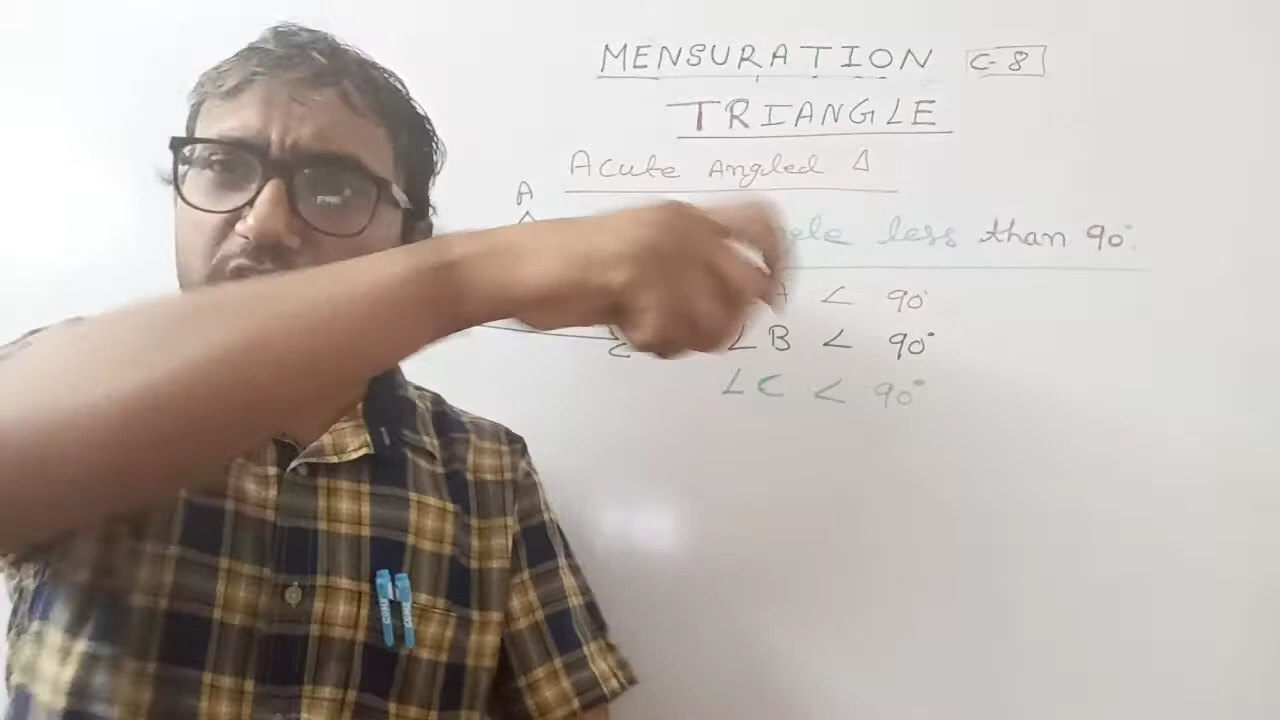 MENSURATION C-8
TRIANGLE
Acute Angled Δ
A
less than 90°
< 90°
∠B < 90°
C
∠C < 90°